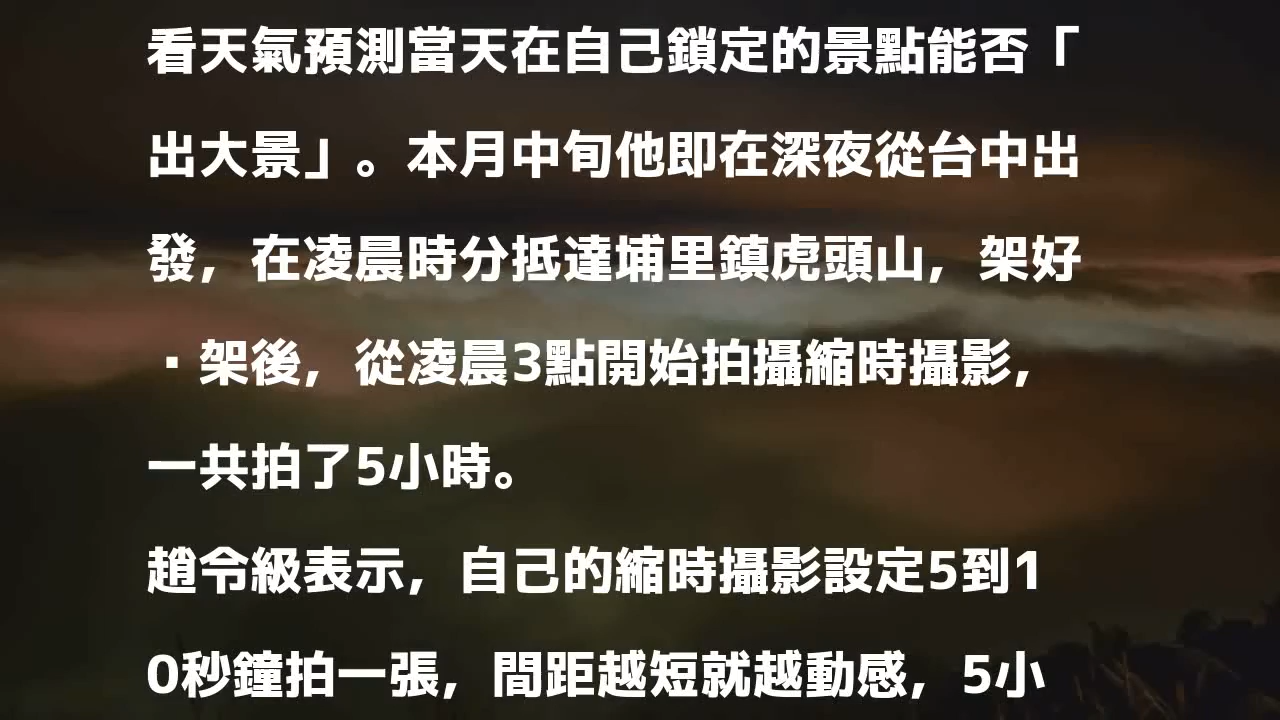 看天氣預測當天在自己鎖定的景點能否「
出大景」。本月中旬他即在深夜從台中出
發，在凌晨時分抵達埔里鎮虎頭山，架好
·架後，從凌晨3點開始拍攝縮時攝影，
一共拍了5小時。
趙令級表示，自己的縮時攝影設定5到1
0秒鐘拍一張，間距越短就越動感，5小